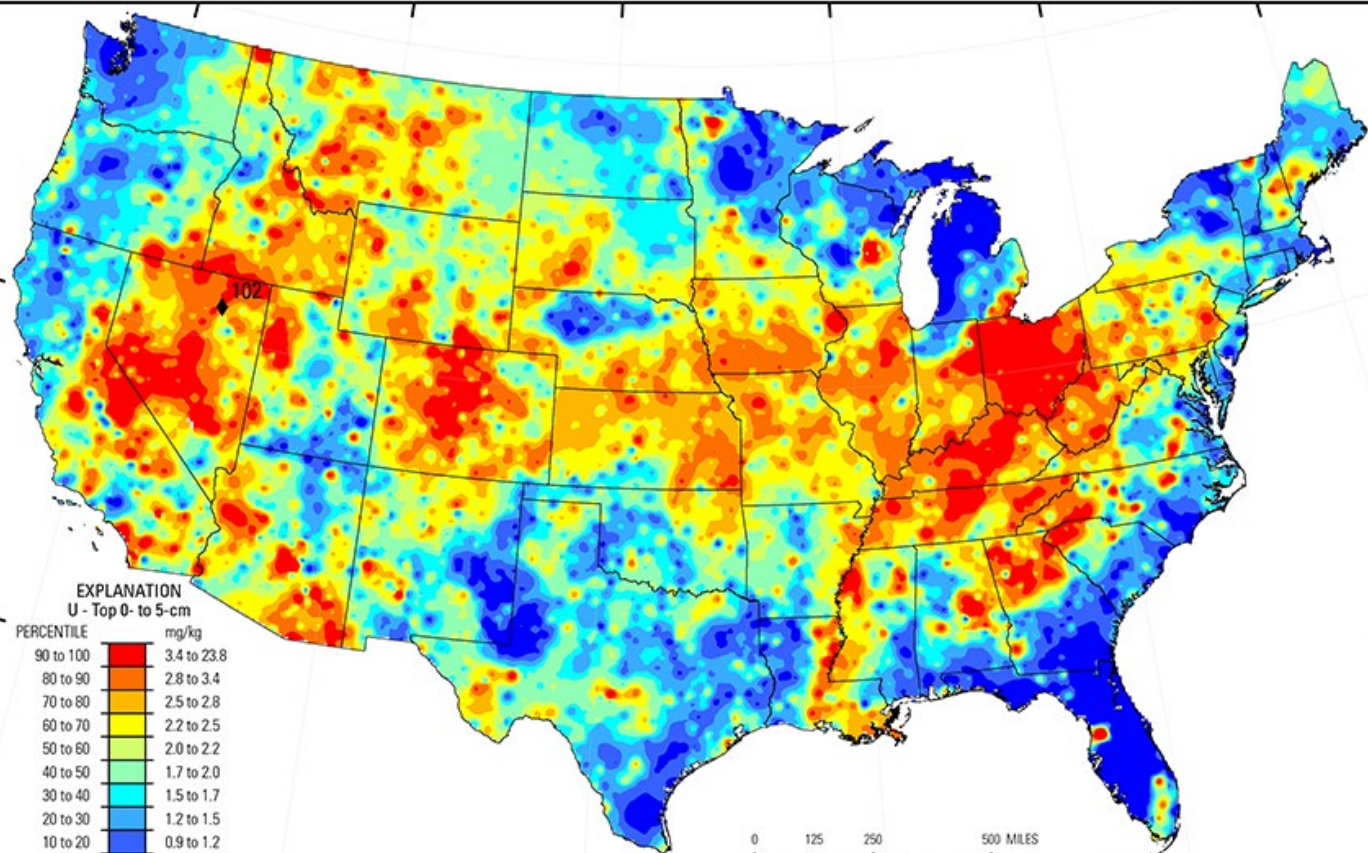 102
EXPLANATION
U - Top 0- to 5-cm
PERCENTILE mg/kg
90 to 100 3.4 to 23.8
80 to 90 2.8 to 3.4
70 to 80 2.5 to 2.8
60 to 70 2.2 to 2.5
50 to 60 2.0 to 2.2
40 to 50 1.7 to 2.0
30 to 40 1.5 to 1.7
20 to 30 1.2 to 1.5
10 to 20 0.9 to 1.2
0 125 250 500 MILES